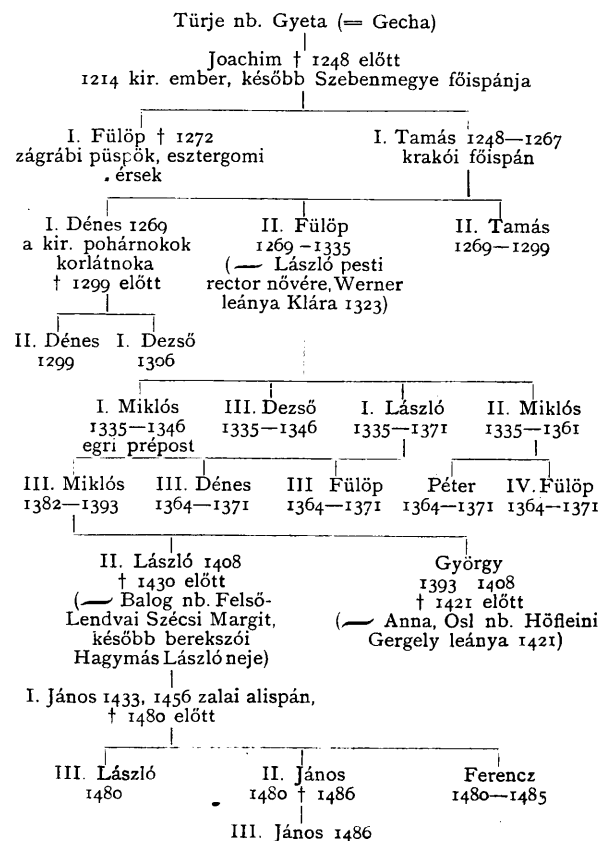 Türje nb. Gyeta (= Gecha)
Joachim † 1248 előtt
1214 kir. ember, később Szebenmegye főispánja
I. Fülöp † 1272
zágrábi püspök, esztergomi
érsek
I. Tamás 1248—1267
krakói főispán
I. Dénes 1269
a kir. pohárnokok
korlátnoka
† 1299 előtt
II. Fülöp
1269 –1335
(— László pesti
rector nővére, Werner
leánya Klára 1323)
II. Tamás
1269—1299
II. Dénes
1299
I. Dezső
1306
I. Miklós
1335—1346
egri prépost
III. Dezső
1335—1346
I. László
1335—1371
II. Miklós
1335—1361
III. Miklós
1382—1393
III. Dénes
1364—1371
III Fülöp
1364—1371
Péter
1364—1371
IV. Fülöp
1364—1371
II. László 1408
† 1430 előtt
(— Balog nb. Felső-
Lendvai Szécsi Margit,
később berekszói
Hagymás László neje)
György
1393 1408
† 1421 előtt
(— Anna, Osl nb. Höfleini
Gergely leánya 1421)
I. János 1433, 1456 zalai alispán,
† 1480 előtt
III. László
1480
II. János
1480 † 1486
Ferencz
1480—1485
III. János 1486